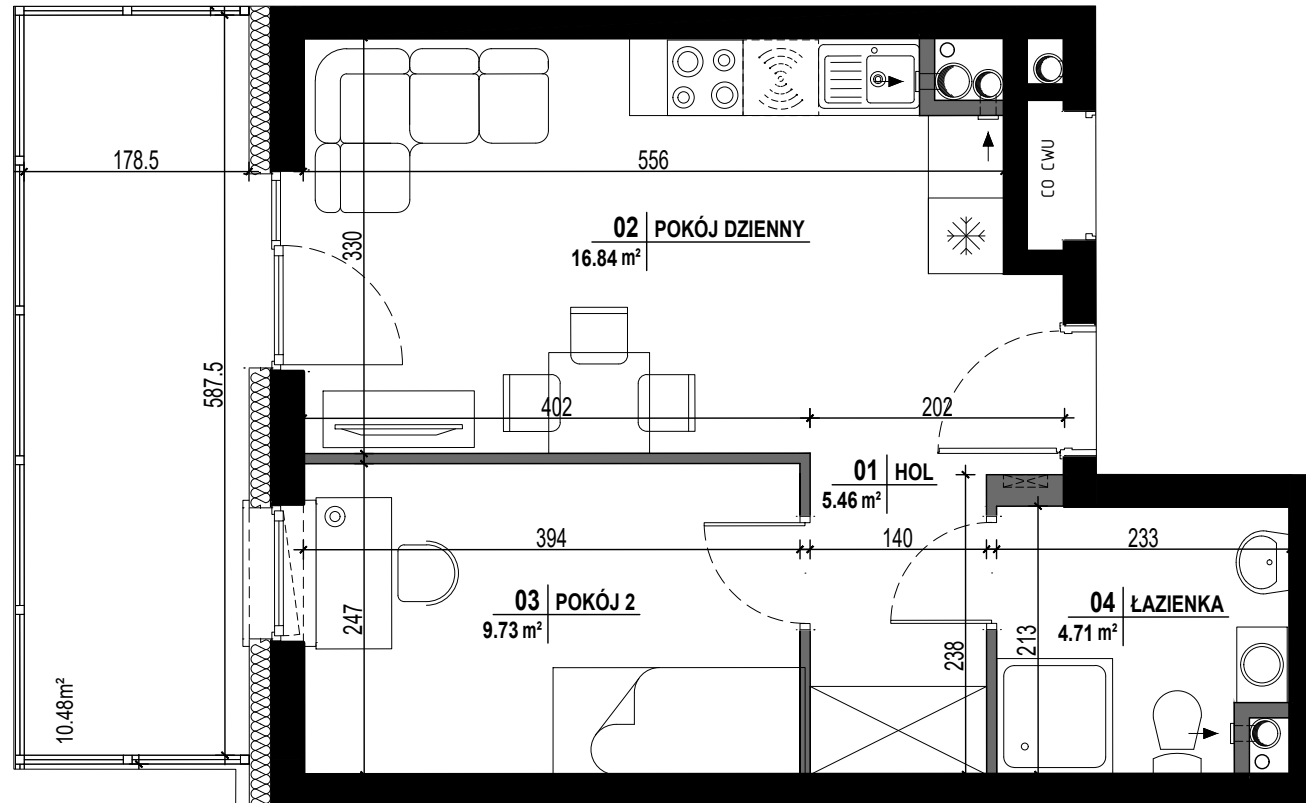 178.5
556
CO CWU
02 POKÓJ DZIENNY
16.84 m²
330
587.5
402
202
01 HOL
5.46 m²
394
140
233
03 POKÓJ 2
9.73 m²
04 ŁAZIENKA
4.71 m²
247
238
213
10.48m²